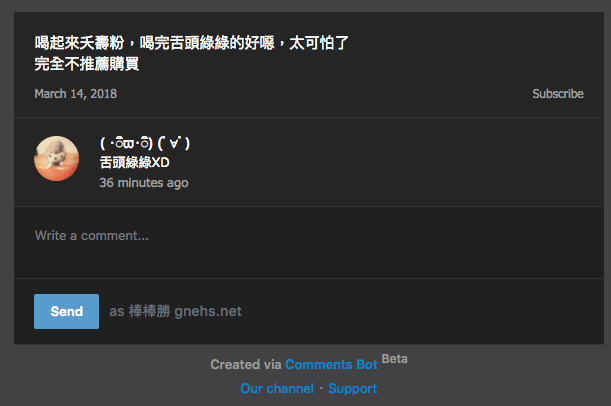 喝起來夭壽粉，喝完舌頭綠綠的好噁，太可怕了
完全不推薦購買
March 14, 2018
Subscribe
舌頭綠綠XD
36 minutes ago
Write a comment...
Send as 棒棒勝 gnehs.net
Created via Comments Bot Beta
Our channel · Support